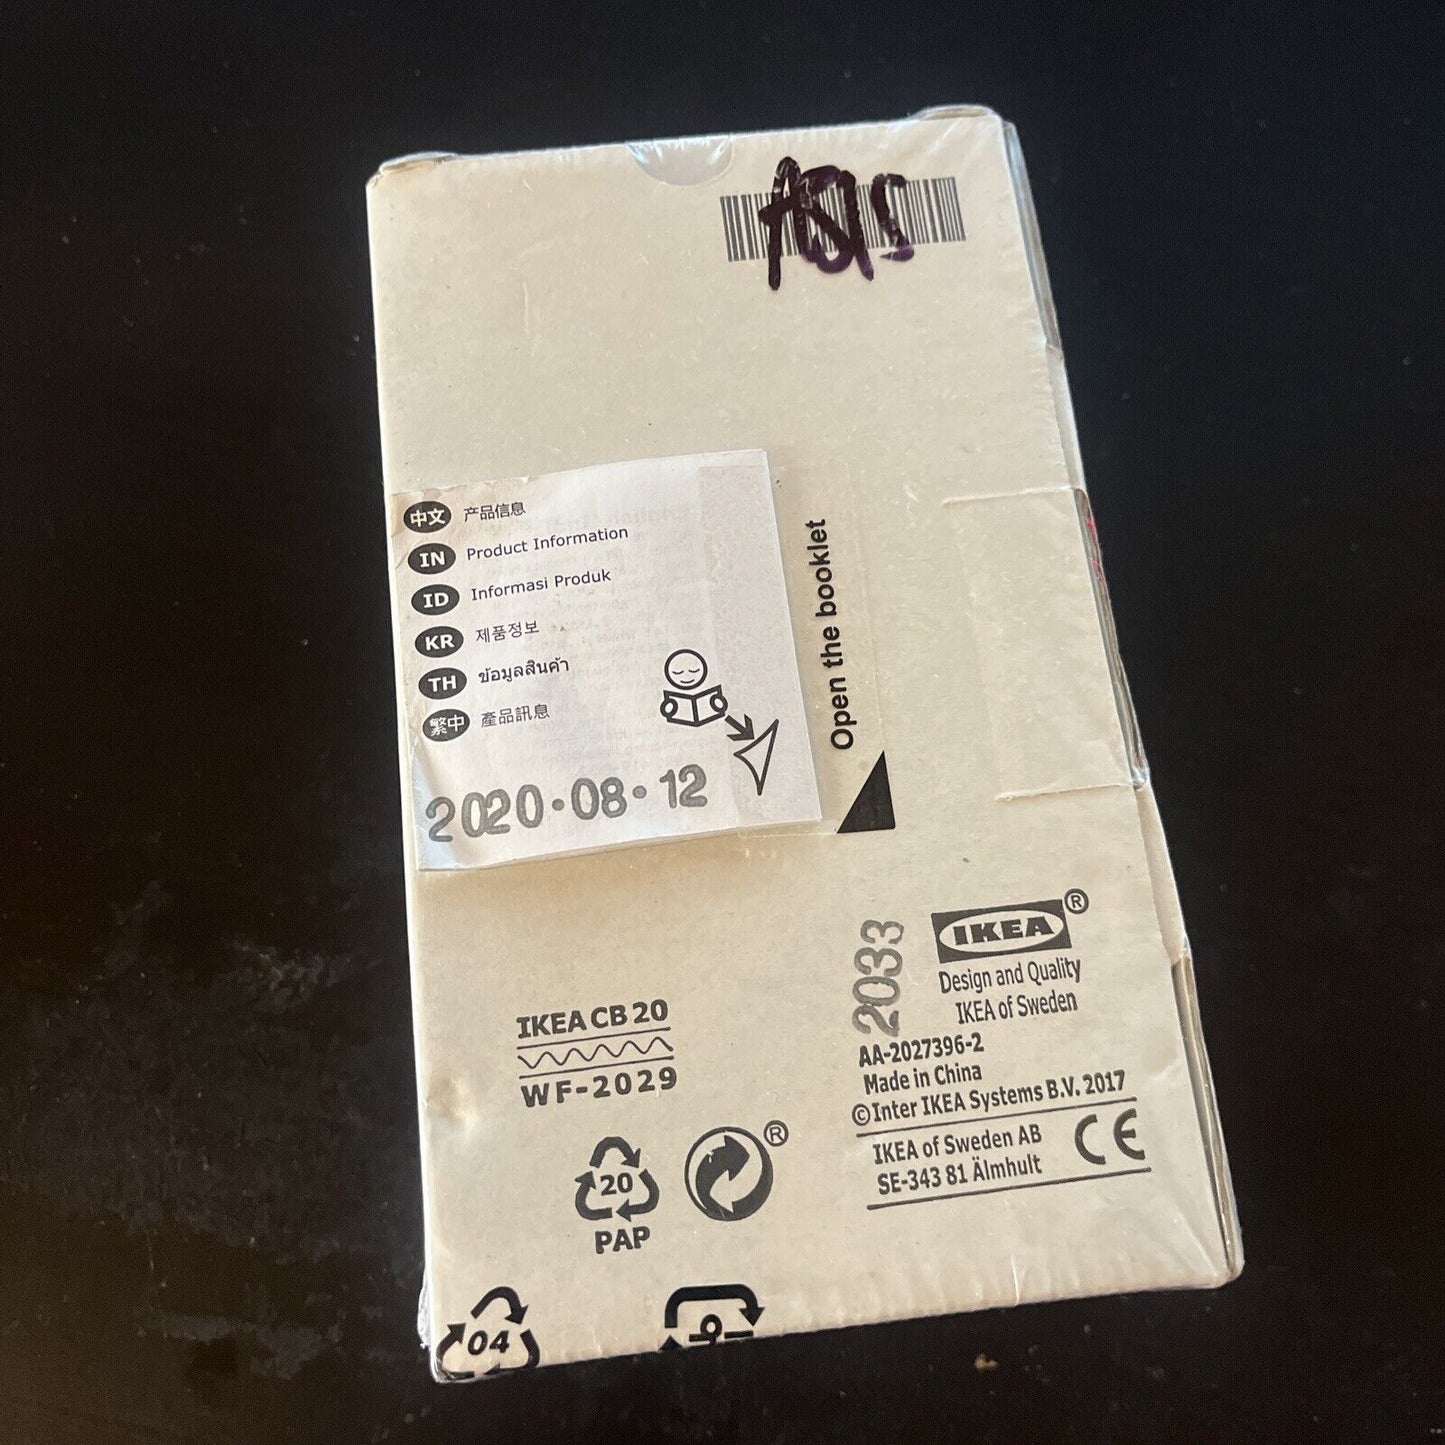 AS IS
中文 产品信息
IN Product Information
ID Informasi Produk
KR 제품정보
TH ข้อมูลสินค้า
繁中 產品訊息
2020·08·12
Open the booklet
2033
IKEA®
Design and Quality
IKEA of Sweden
AA-2027396-2
Made in China
©Inter IKEA Systems B.V. 2017
IKEA of Sweden AB
SE-343 81 Älmhult
CE
IKEA CB 20
WF-2029
20
PAP
®
04